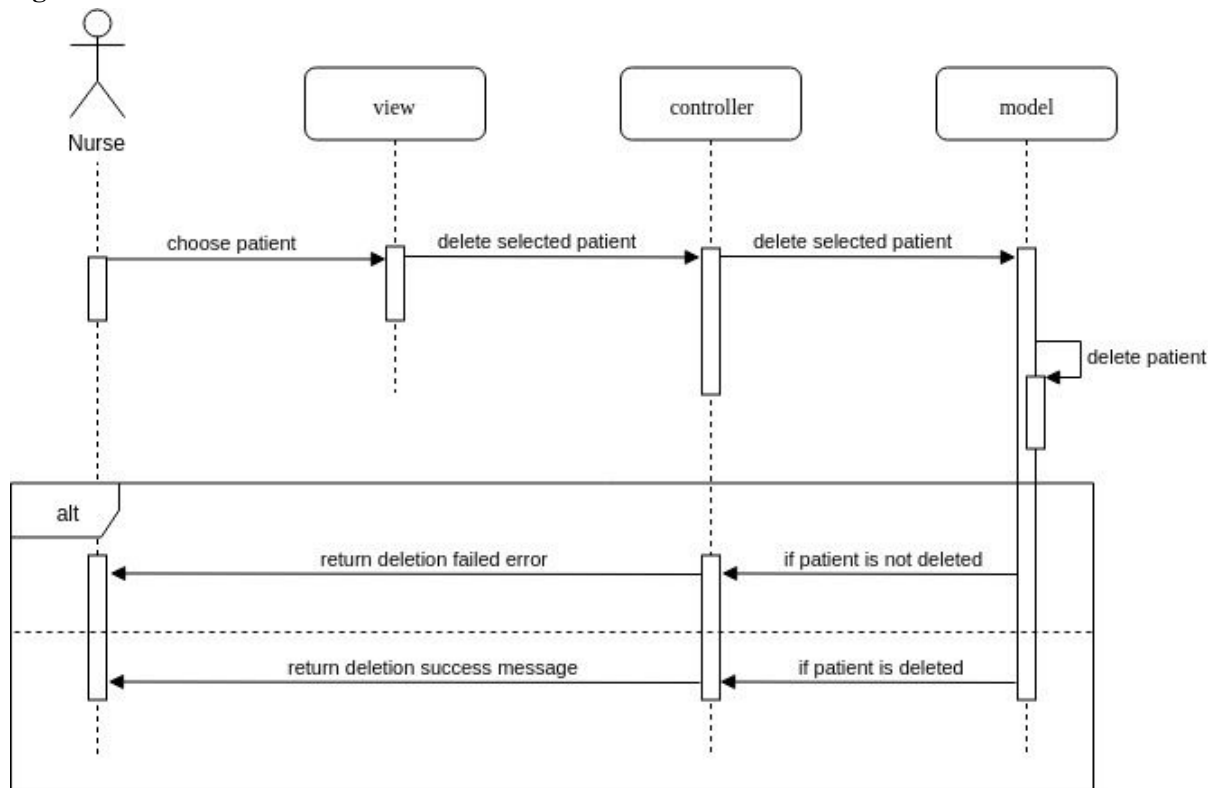 Nurse
view
controller
model
choose patient
delete selected patient
delete selected patient
delete patient
alt
return deletion failed error
if patient is not deleted
return deletion success message
if patient is deleted